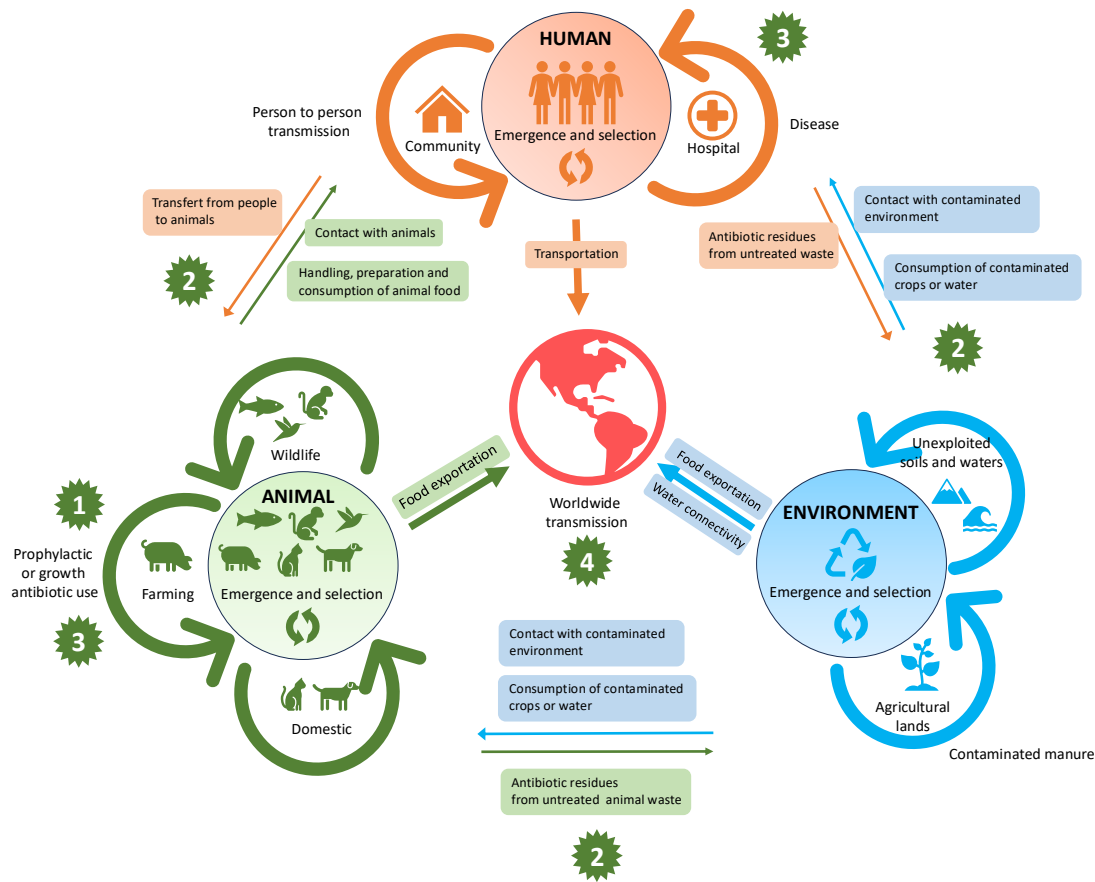 HUMAN
3
Person to person
transmission
Community
Emergence and selection
Hospital
Disease
Transfert from people
to animals
Contact with animals
2
Handling, preparation and
consumption of animal food
Transportation
Antibiotic residues
from untreated waste
Contact with contaminated
environment
Consumption of contaminated
crops or water
2
Wildlife
ANIMAL
1
Prophylactic
or growth
antibiotic use
3
Farming
Emergence and selection
Domestic
Food exportation
Worldwide
transmission
4
Food exportation
Water connectivity
Unexploited
soils and waters
ENVIRONMENT
Emergence and selection
Agricultural
lands
Contaminated manure
Contact with contaminated
environment
Consumption of contaminated
crops or water
Antibiotic residues
from untreated animal waste
2